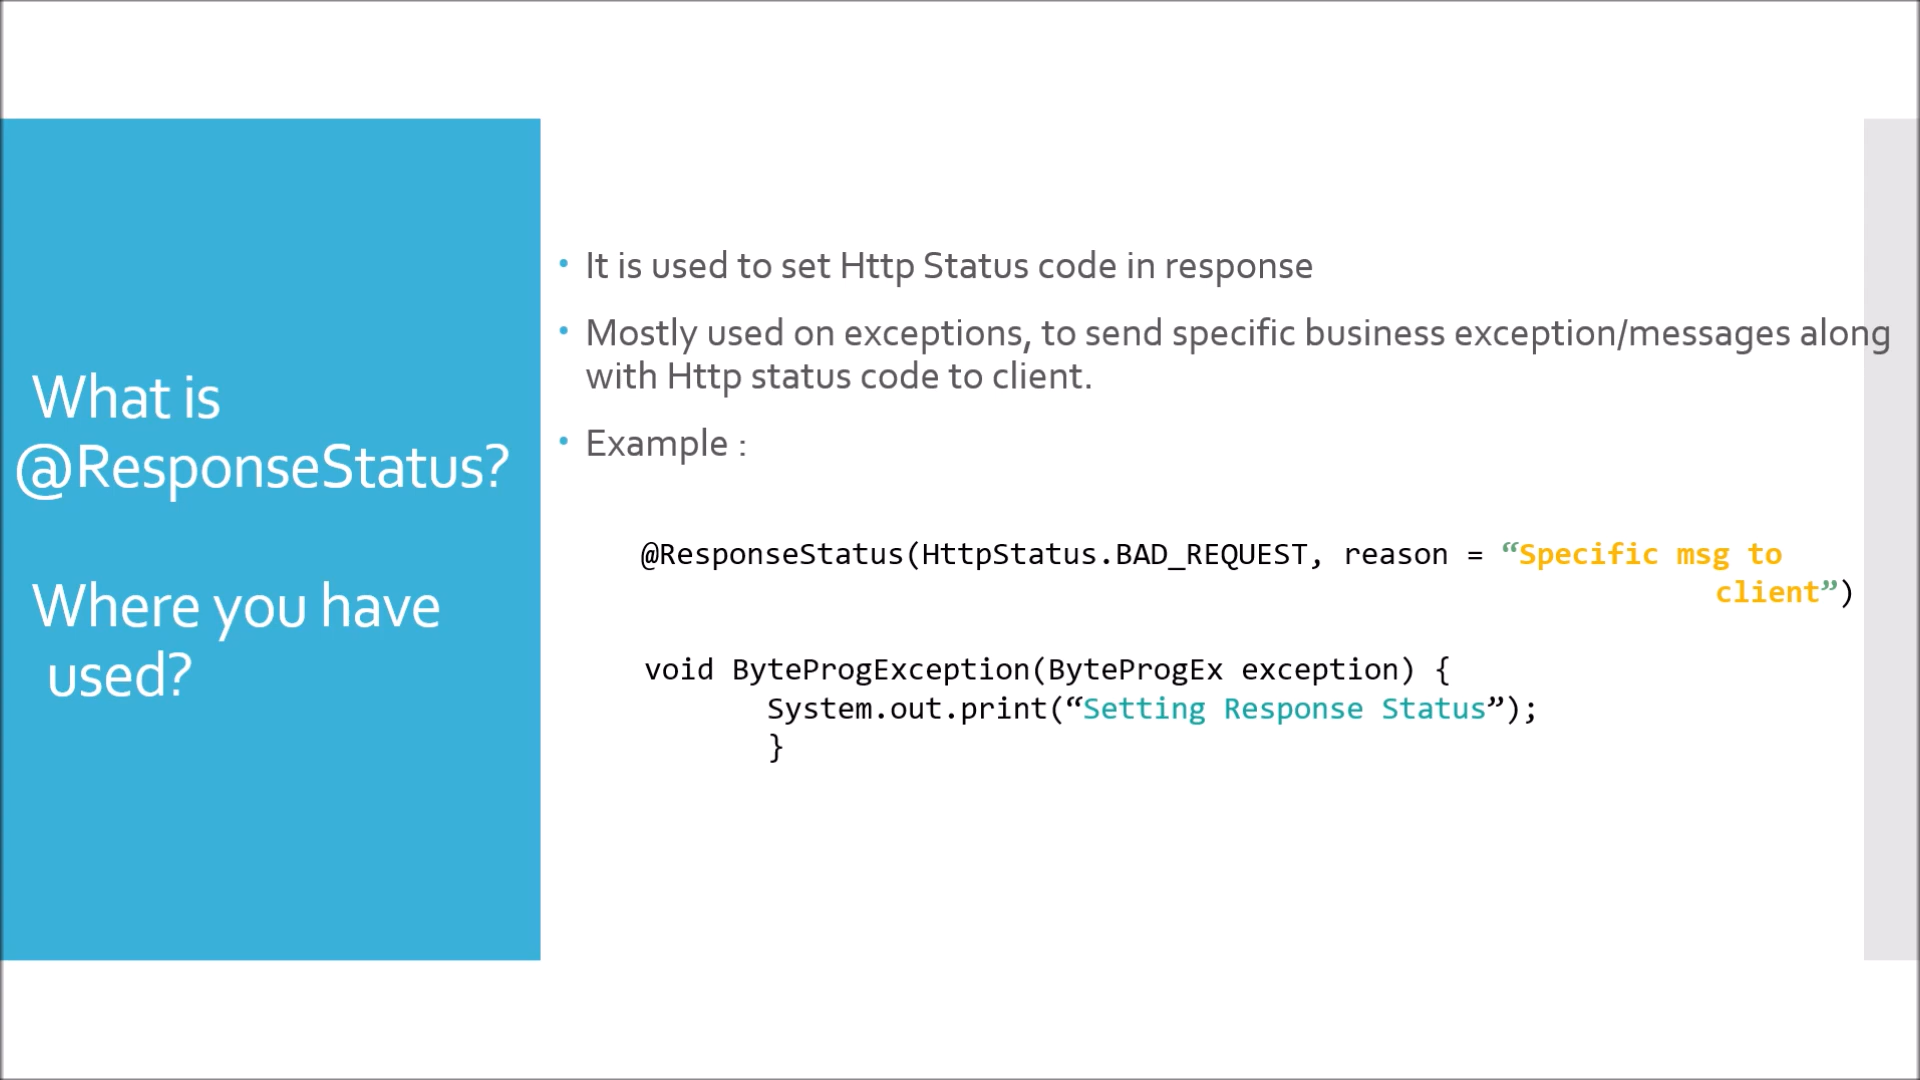 What is
@ResponseStatus?
Where you have
used?
• It is used to set Http Status code in response
• Mostly used on exceptions, to send specific business exception/messages along
with Http status code to client.
• Example :
@ResponseStatus(HttpStatus.BAD_REQUEST, reason = “Specific msg to
client”)
void ByteProgException(ByteProgEx exception) {
System.out.print(“Setting Response Status”);
}